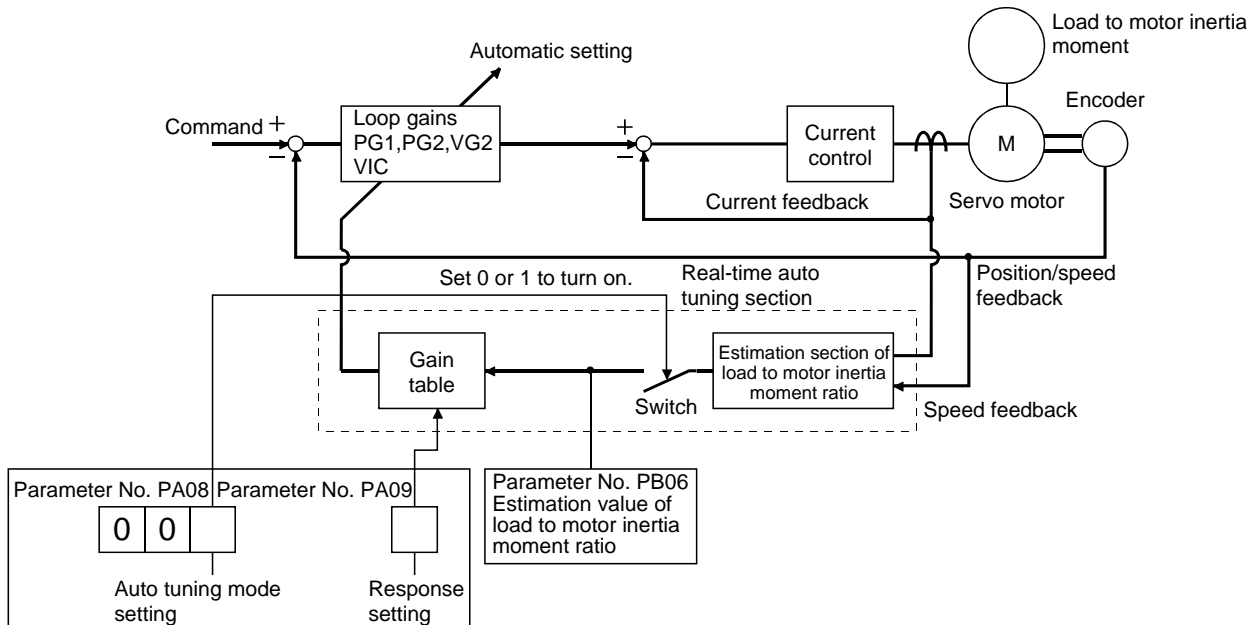 Load to motor inertia
moment
Automatic setting
Encoder
Command
+
−
Loop gains
PG1,PG2,VG2
VIC
+
−
Current
control
M
Current feedback
Servo motor
Set 0 or 1 to turn on.
Real-time auto
tuning section
Position/speed
feedback
Gain
table
Switch
Estimation section of
load to motor inertia
moment ratio
Speed feedback
Parameter No. PA08
Parameter No. PA09
0 0
Auto tuning mode
setting
Response
setting
Parameter No. PB06
Estimation value of
load to motor inertia
moment ratio